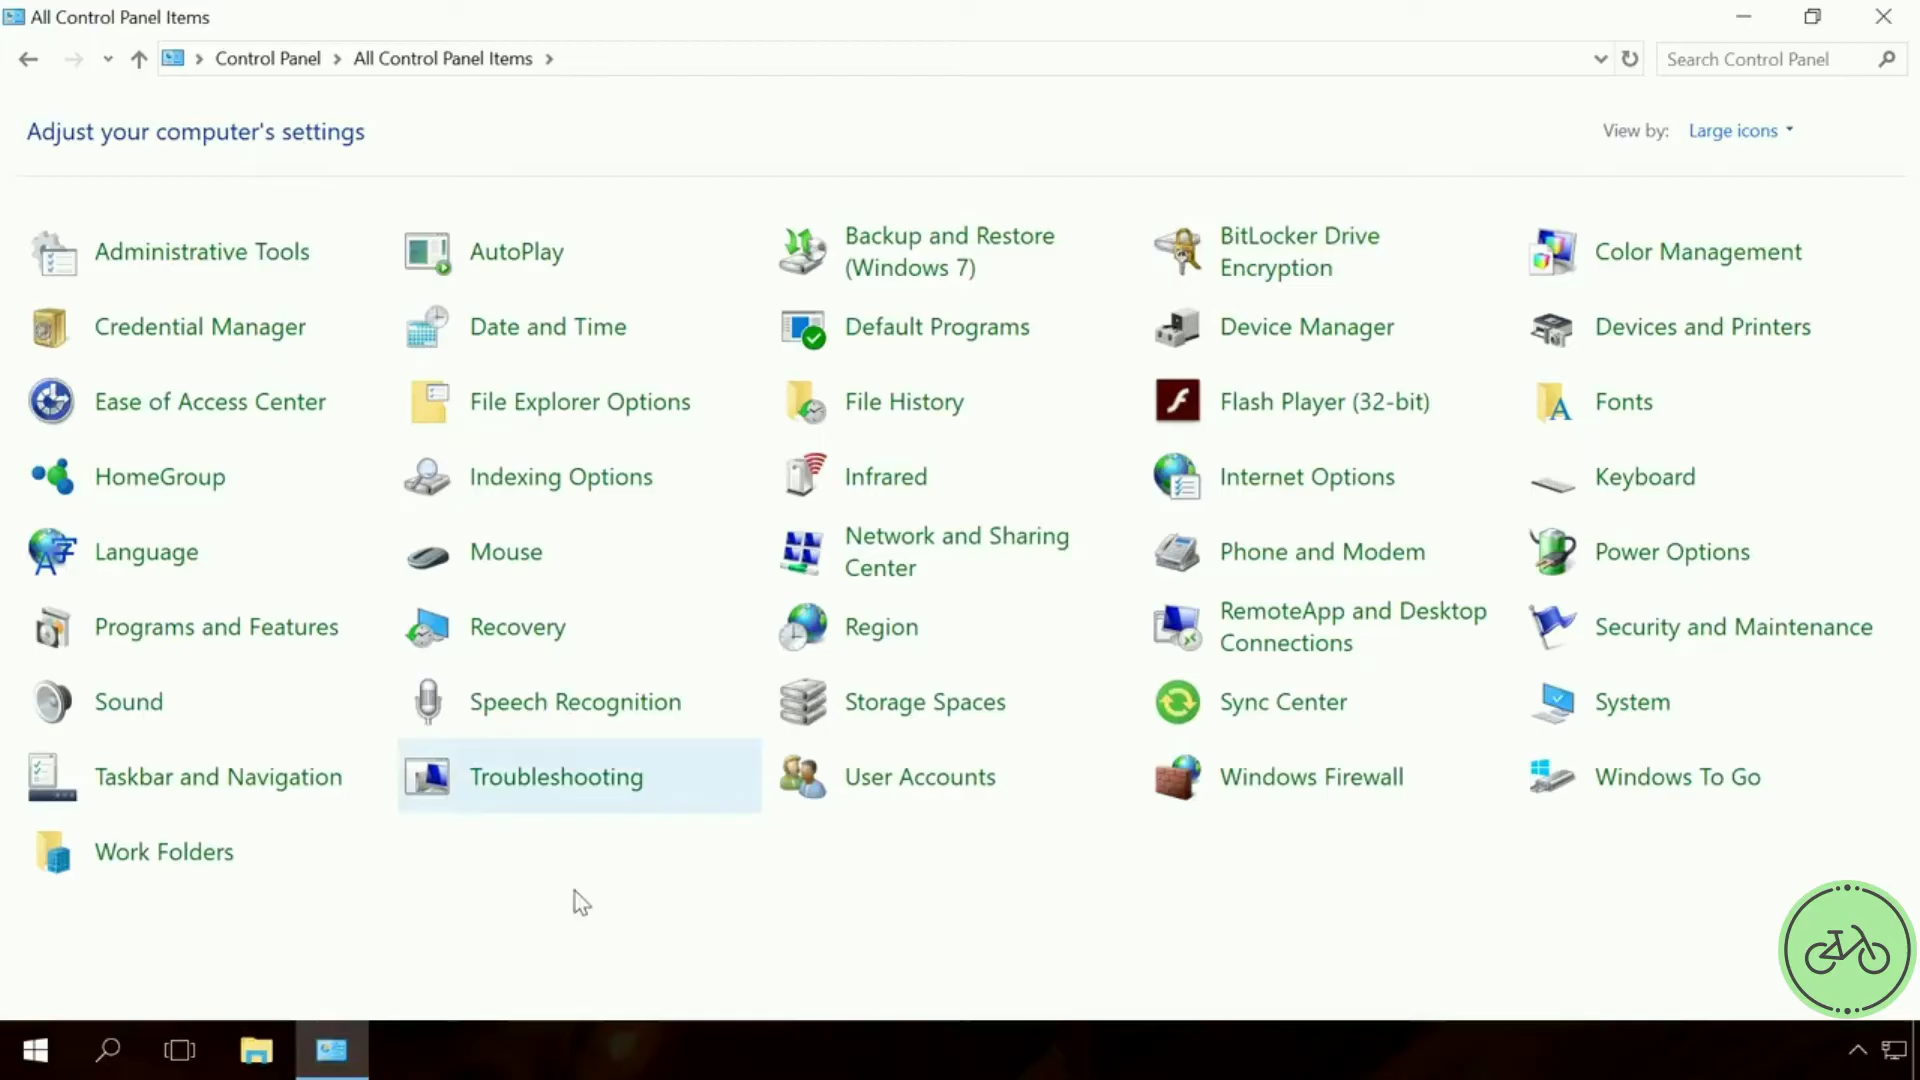 All Control Panel Items
Control Panel
All Control Panel Items
Search Control Panel
Adjust your computer's settings
View by:
Large icons
Administrative Tools
AutoPlay
Backup and Restore
(Windows 7)
BitLocker Drive
Encryption
Color Management
Credential Manager
Date and Time
Default Programs
Device Manager
Devices and Printers
Ease of Access Center
File Explorer Options
File History
Flash Player (32-bit)
Fonts
HomeGroup
Indexing Options
Infrared
Internet Options
Keyboard
Language
Mouse
Network and Sharing
Center
Phone and Modem
Power Options
Programs and Features
Recovery
Region
RemoteApp and Desktop
Connections
Security and Maintenance
Sound
Speech Recognition
Storage Spaces
Sync Center
System
Taskbar and Navigation
Troubleshooting
User Accounts
Windows Firewall
Windows To Go
Work Folders